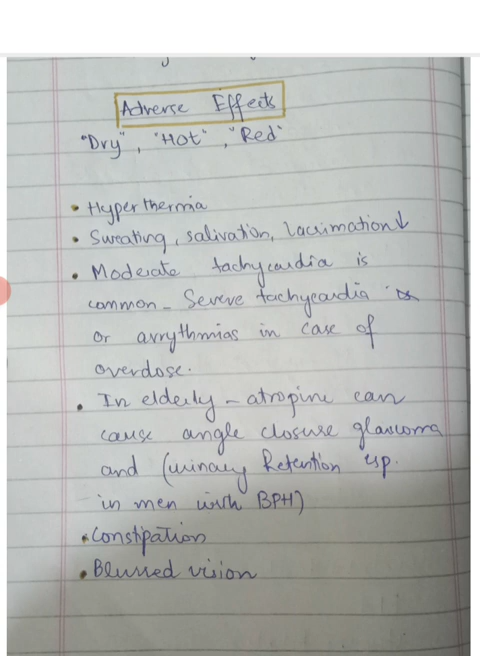 Adverse Effects
"Dry", "Hot", "Red"
• Hyperthermia
• Sweating, salivation, lacrimation↓
• Moderate tachycardia is
common - Severe tachycardia
or arrythmias in case of
overdose.
• In elderly - atropine can
cause angle closure glaucoma
and (urinary Retention esp.
in men with BPH)
• Constipation
• Blurred vision